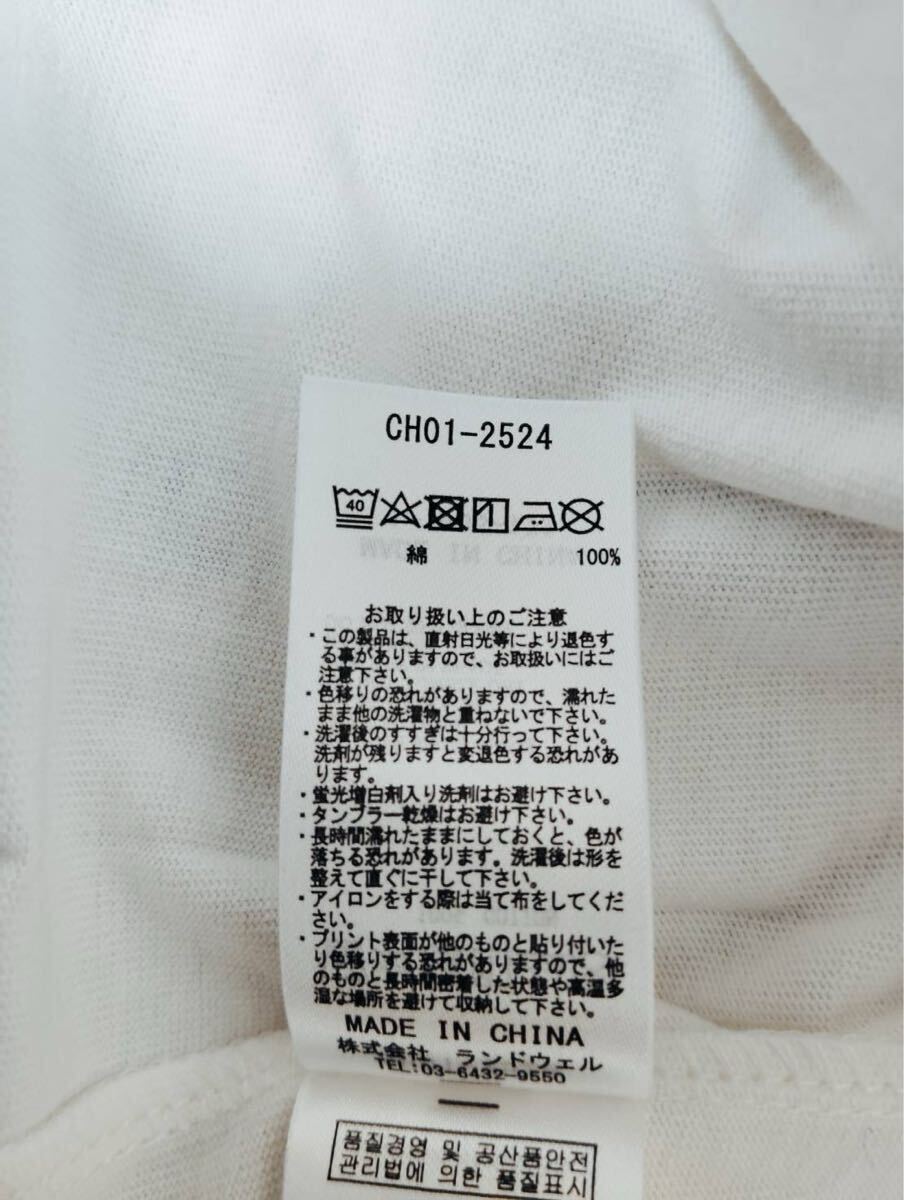 CH01-2524
40
綿 100%
お取り扱い上のご注意
・この製品は、直射日光等により退色す
る事がありますので、お取扱いにはご
注意下さい。
・色移りの恐れがありますので、濡れた
まま他の洗濯物と重ねないで下さい。
・洗濯後のすすぎは十分行って下さい。
洗剤が残りますと変退色する恐れがあ
ります。
・蛍光増白剤入り洗剤はお避け下さい。
・タンブラー乾燥はお避け下さい。
・長時間濡れたままにしておくと、色が
落ちる恐れがあります。洗濯後は形を
整えて直ぐに干して下さい。
・アイロンをする際は当て布をしてくだ
さい。
・プリント表面が他のものと貼り付いた
り色移りする恐れがありますので、他
のものと長時間密着した状態や高温多
湿な場所を避けて収納して下さい。
MADE IN CHINA
株式会社 ランドウェル
TEL:03-6432-9550
품질경영 및 공산품안전
관리법에 의한 품질표시